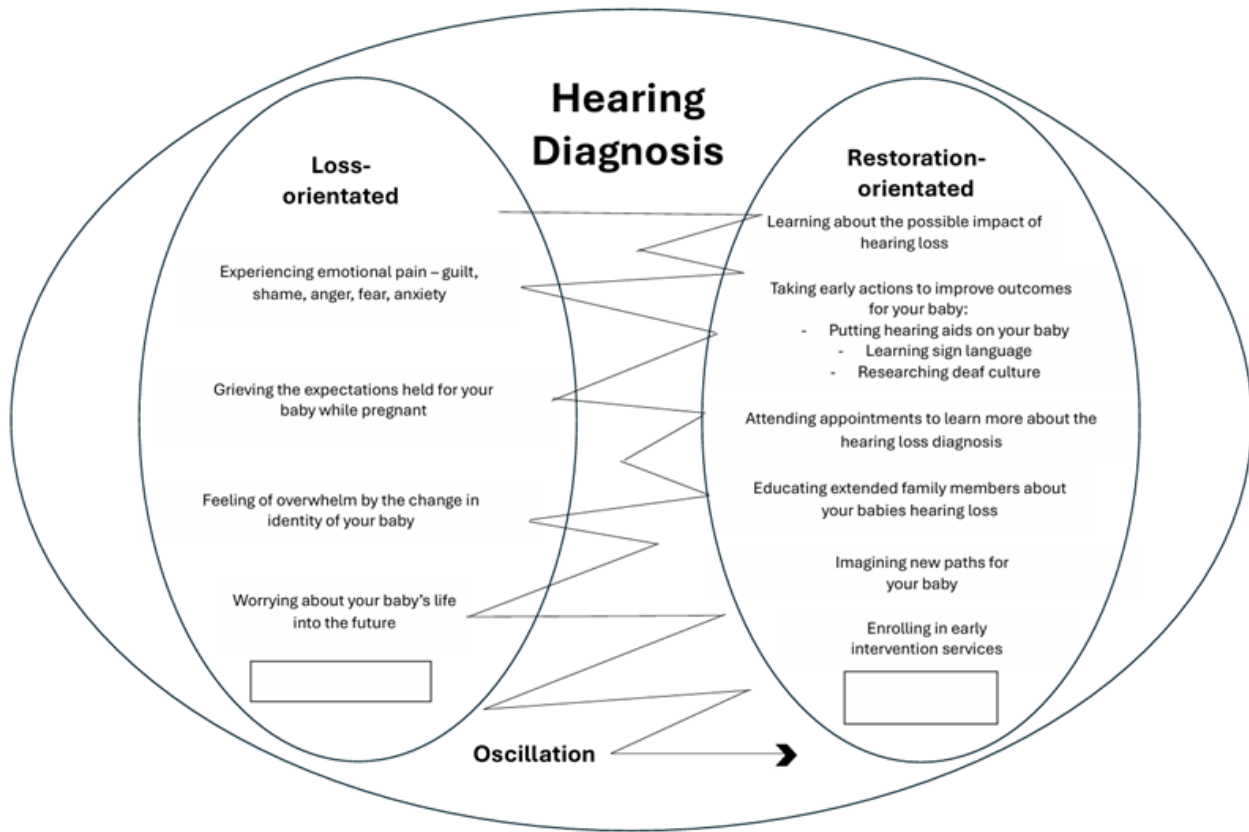 Hearing
Diagnosis
Loss-
orientated
Experiencing emotional pain – guilt,
shame, anger, fear, anxiety
Grieving the expectations held for your
baby while pregnant
Feeling of overwhelm by the change in
identity of your baby
Worrying about your baby’s life
into the future
Restoration-
orientated
Learning about the possible impact of
hearing loss
Taking early actions to improve outcomes
for your baby:
- Putting hearing aids on your baby
- Learning sign language
- Researching deaf culture
Attending appointments to learn more about the
hearing loss diagnosis
Educating extended family members about
your babies hearing loss
Imagining new paths for
your baby
Enrolling in early
intervention services
Oscillation